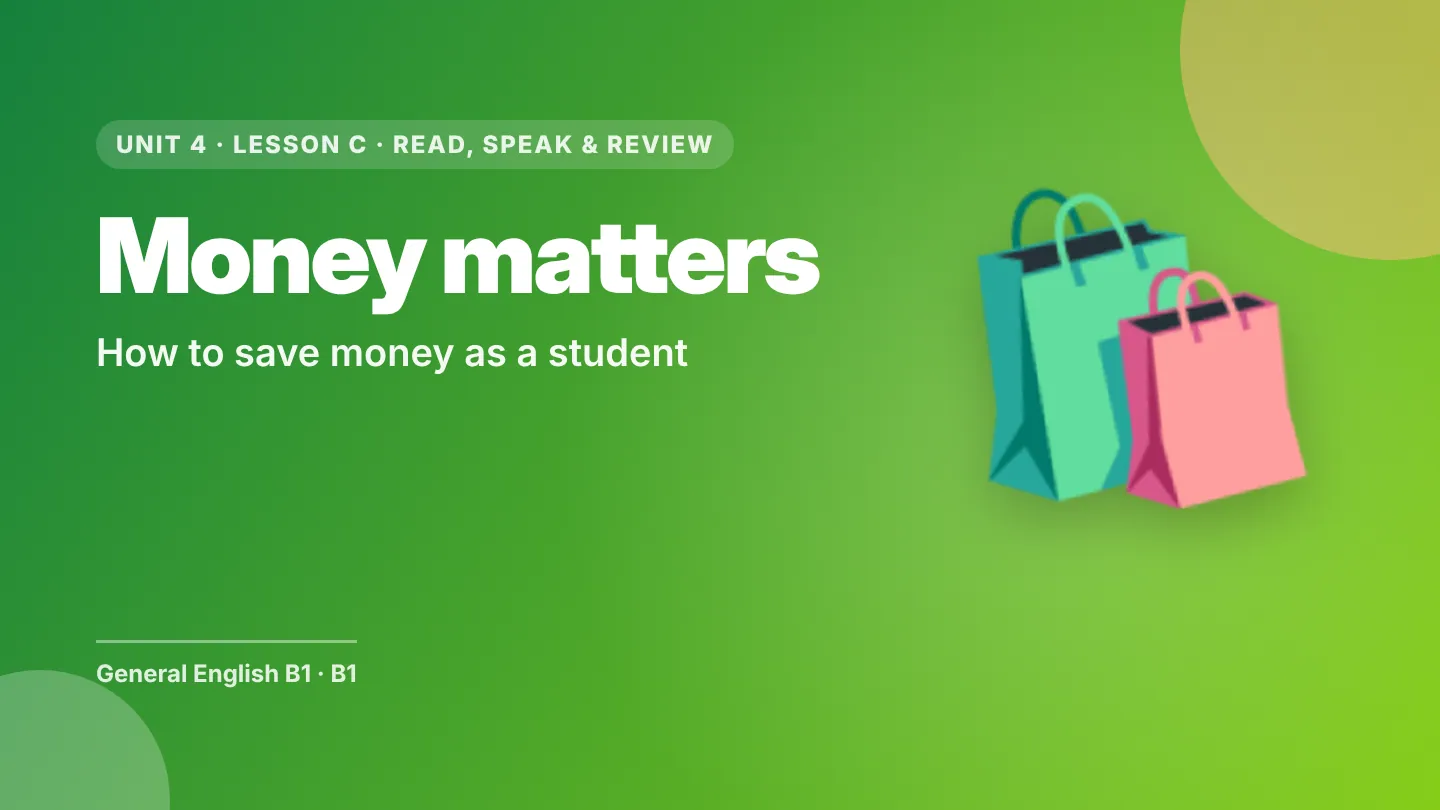 UNIT 4 · LESSON C · READ, SPEAK & REVIEW
Money matters
How to save money as a student
General English B1 · B1